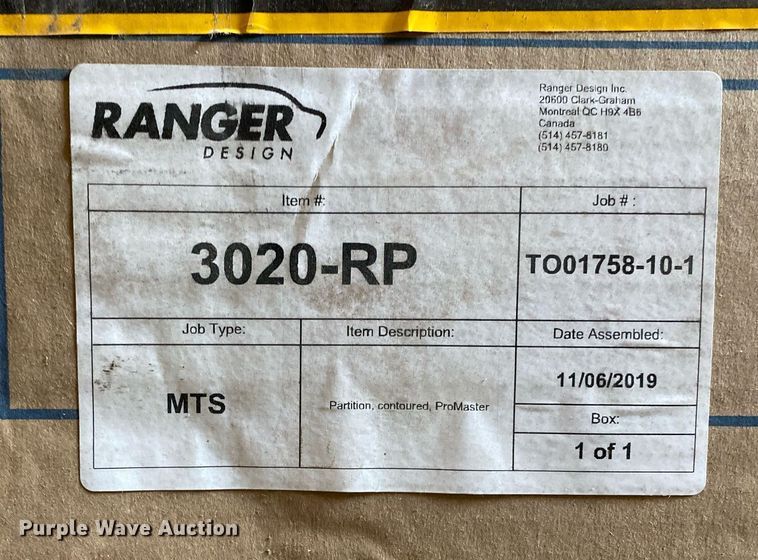 RANGER
DESIGN
Ranger Design Inc.
20600 Clark-Graham
Montreal QC H9X 4B6
Canada
(514) 457-5181
(514) 457-8180
Item #:
Job # :
3020-RP
TO01758-10-1
Job Type:
Item Description:
Date Assembled:
MTS
Partition, contoured, ProMaster
11/06/2019
Box:
1 of 1
Purple Wave Auction